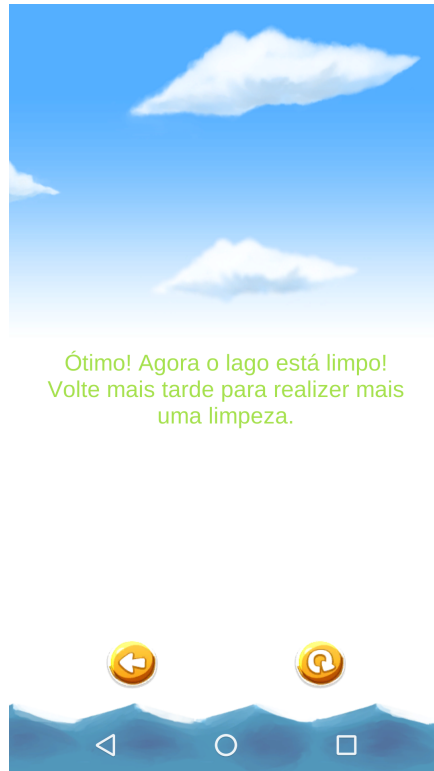 Ótimo! Agora o lago está limpo!
Volte mais tarde para realizer mais
uma limpeza.